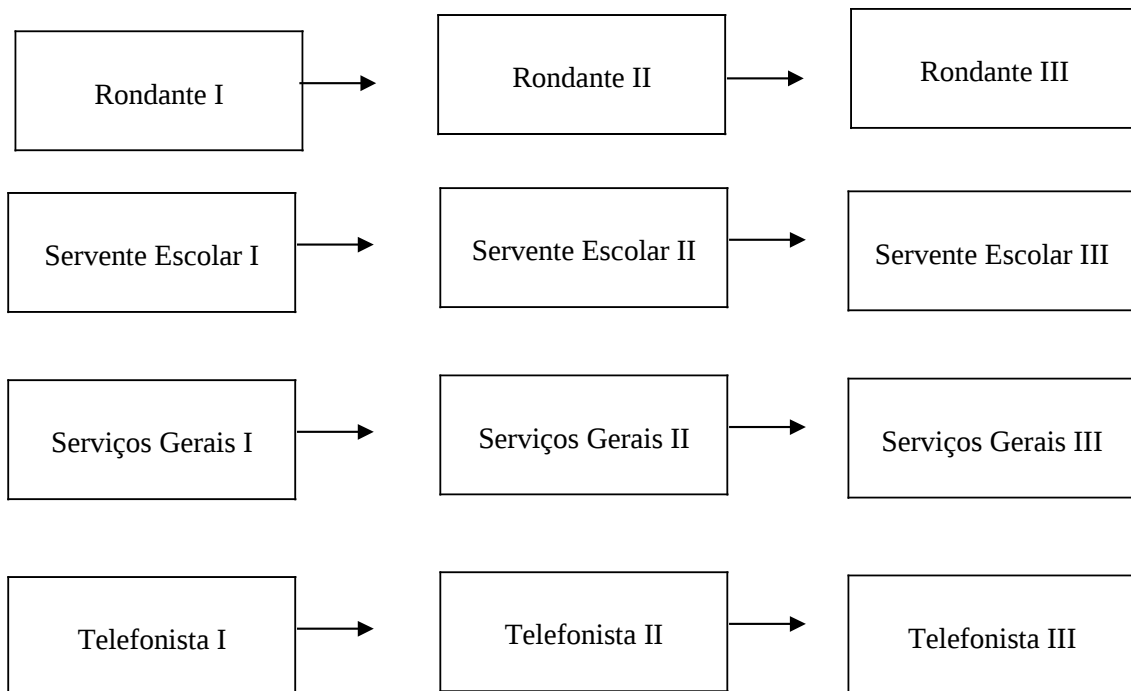 Rondante I
Rondante II
Rondante III
Servente Escolar I
Servente Escolar II
Servente Escolar III
Serviços Gerais I
Serviços Gerais II
Serviços Gerais III
Telefonista I
Telefonista II
Telefonista III